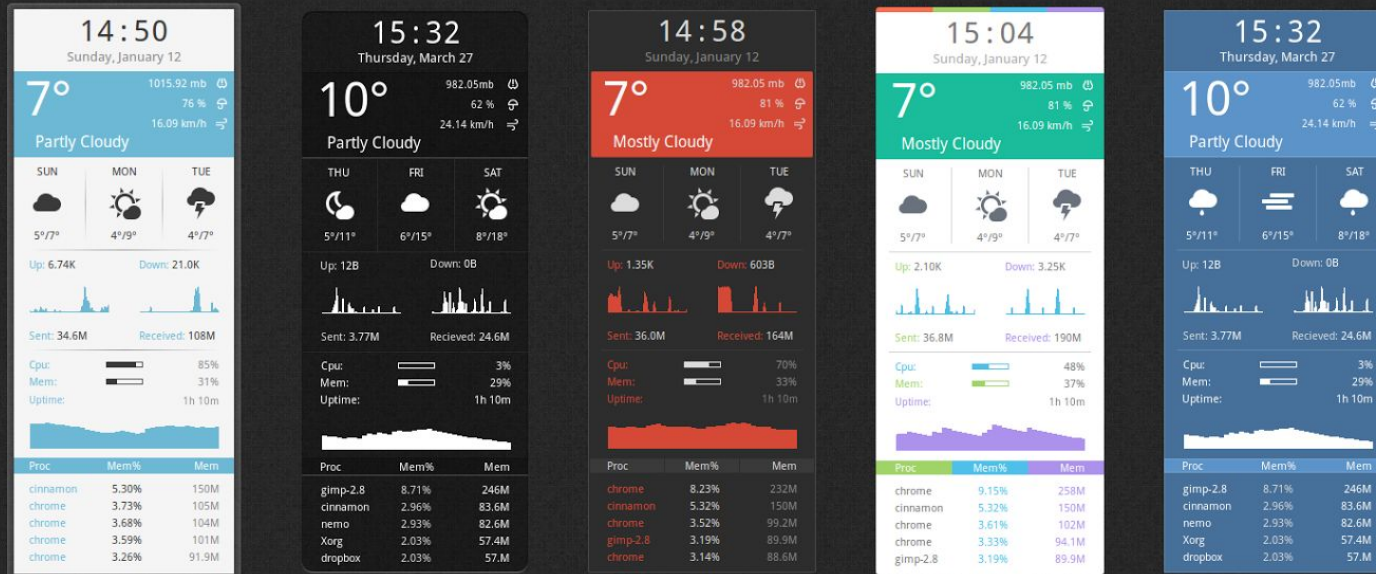 14:50
Sunday, January 12
7°
1015.92 mb
76 %
16.09 km/h
Partly Cloudy
SUN MON TUE
5°/7° 4°/9° 4°/7°
Up: 6.74K Down: 21.0K
Sent: 34.6M Received: 108M
Cpu: 85%
Mem: 31%
Uptime: 1h 10m
Proc Mem% Mem
cinnamon 5.30% 150M
chrome 3.73% 105M
chrome 3.68% 104M
chrome 3.59% 101M
chrome 3.26% 91.9M
15:32
Thursday, March 27
10°
982.05mb
62 %
24.14 km/h
Partly Cloudy
THU FRI SAT
5°/11° 6°/15° 8°/18°
Up: 12B Down: 0B
Sent: 3.77M Recieved: 24.6M
Cpu: 3%
Mem: 29%
Uptime: 1h 10m
Proc Mem% Mem
gimp-2.8 8.71% 246M
cinnamon 2.96% 83.6M
nemo 2.93% 82.6M
Xorg 2.03% 57.4M
dropbox 2.03% 57.M
14:58
Sunday, January 12
7°
982.05 mb
81 %
16.09 km/h
Mostly Cloudy
SUN MON TUE
5°/7° 4°/9° 4°/7°
Up: 1.35K Down: 603B
Sent: 36.0M Received: 164M
Cpu: 70%
Mem: 33%
Uptime: 1h 10m
Proc Mem% Mem
chrome 8.23% 232M
cinnamon 5.32% 150M
chrome 3.52% 99.2M
gimp-2.8 3.19% 89.9M
chrome 3.14% 88.6M
15:04
Sunday, January 12
7°
982.05 mb
81 %
16.09 km/h
Mostly Cloudy
SUN MON TUE
5°/7° 4°/9° 4°/7°
Up: 2.10K Down: 3.25K
Sent: 36.8M Received: 190M
Cpu: 48%
Mem: 37%
Uptime: 1h 10m
Proc Mem% Mem
chrome 9.15% 258M
cinnamon 5.32% 150M
chrome 3.61% 102M
chrome 3.33% 94.1M
gimp-2.8 3.19% 89.9M
15:32
Thursday, March 27
10°
982.05mb
62 %
24.14 km/h
Partly Cloudy
THU FRI SAT
5°/11° 6°/15° 8°/18°
Up: 12B Down: 0B
Sent: 3.77M Recieved: 24.6M
Cpu: 3%
Mem: 29%
Uptime: 1h 10m
Proc Mem% Mem
gimp-2.8 8.71% 246M
cinnamon 2.96% 83.6M
nemo 2.93% 82.6M
Xorg 2.03% 57.4M
dropbox 2.03% 57.M